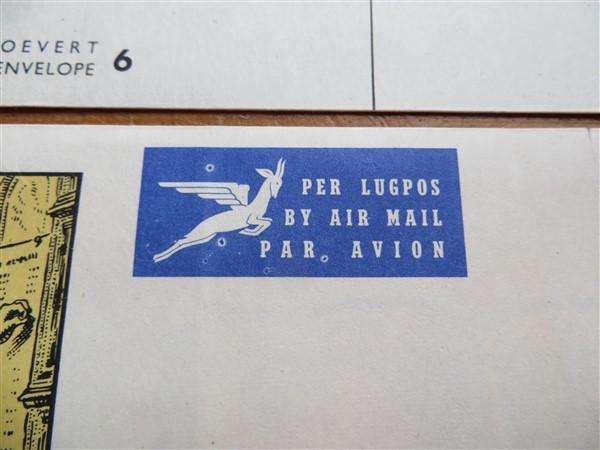 OEVERT
ENVELOPE 6
PER LUGPOS
BY AIR MAIL
PAR AVION